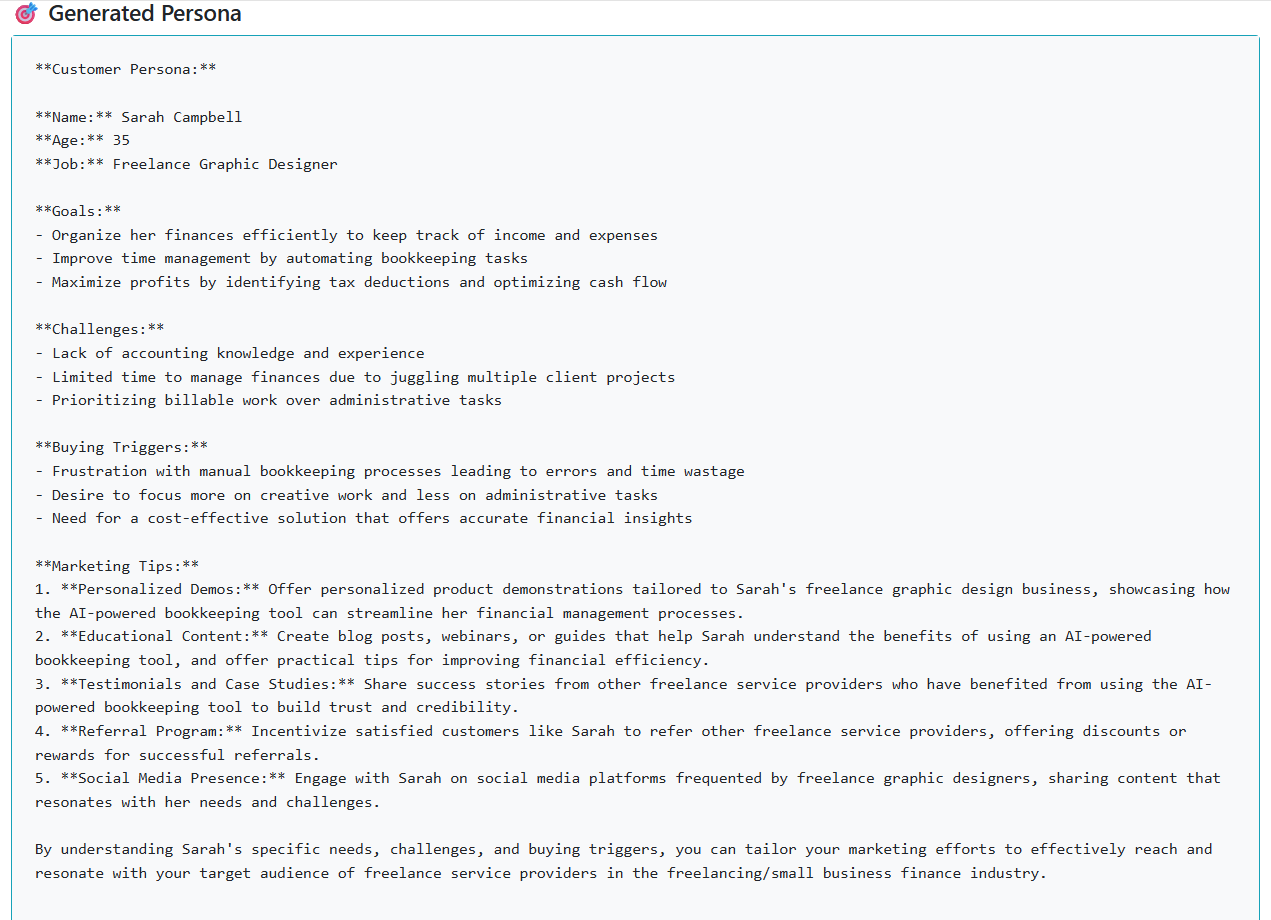 Generated Persona
**Customer Persona:**
**Name:** Sarah Campbell
**Age:** 35
**Job:** Freelance Graphic Designer
**Goals:**
- Organize her finances efficiently to keep track of income and expenses
- Improve time management by automating bookkeeping tasks
- Maximize profits by identifying tax deductions and optimizing cash flow
**Challenges:**
- Lack of accounting knowledge and experience
- Limited time to manage finances due to juggling multiple client projects
- Prioritizing billable work over administrative tasks
**Buying Triggers:**
- Frustration with manual bookkeeping processes leading to errors and time wastage
- Desire to focus more on creative work and less on administrative tasks
- Need for a cost-effective solution that offers accurate financial insights
**Marketing Tips:**
1. **Personalized Demos:** Offer personalized product demonstrations tailored to Sarah's freelance graphic design business, showcasing how
the AI-powered bookkeeping tool can streamline her financial management processes.
2. **Educational Content:** Create blog posts, webinars, or guides that help Sarah understand the benefits of using an AI-powered
bookkeeping tool, and offer practical tips for improving financial efficiency.
3. **Testimonials and Case Studies:** Share success stories from other freelance service providers who have benefited from using the AI-
powered bookkeeping tool to build trust and credibility.
4. **Referral Program:** Incentivize satisfied customers like Sarah to refer other freelance service providers, offering discounts or
rewards for successful referrals.
5. **Social Media Presence:** Engage with Sarah on social media platforms frequented by freelance graphic designers, sharing content that
resonates with her needs and challenges.
By understanding Sarah's specific needs, challenges, and buying triggers, you can tailor your marketing efforts to effectively reach and
resonate with your target audience of freelance service providers in the freelancing/small business finance industry.